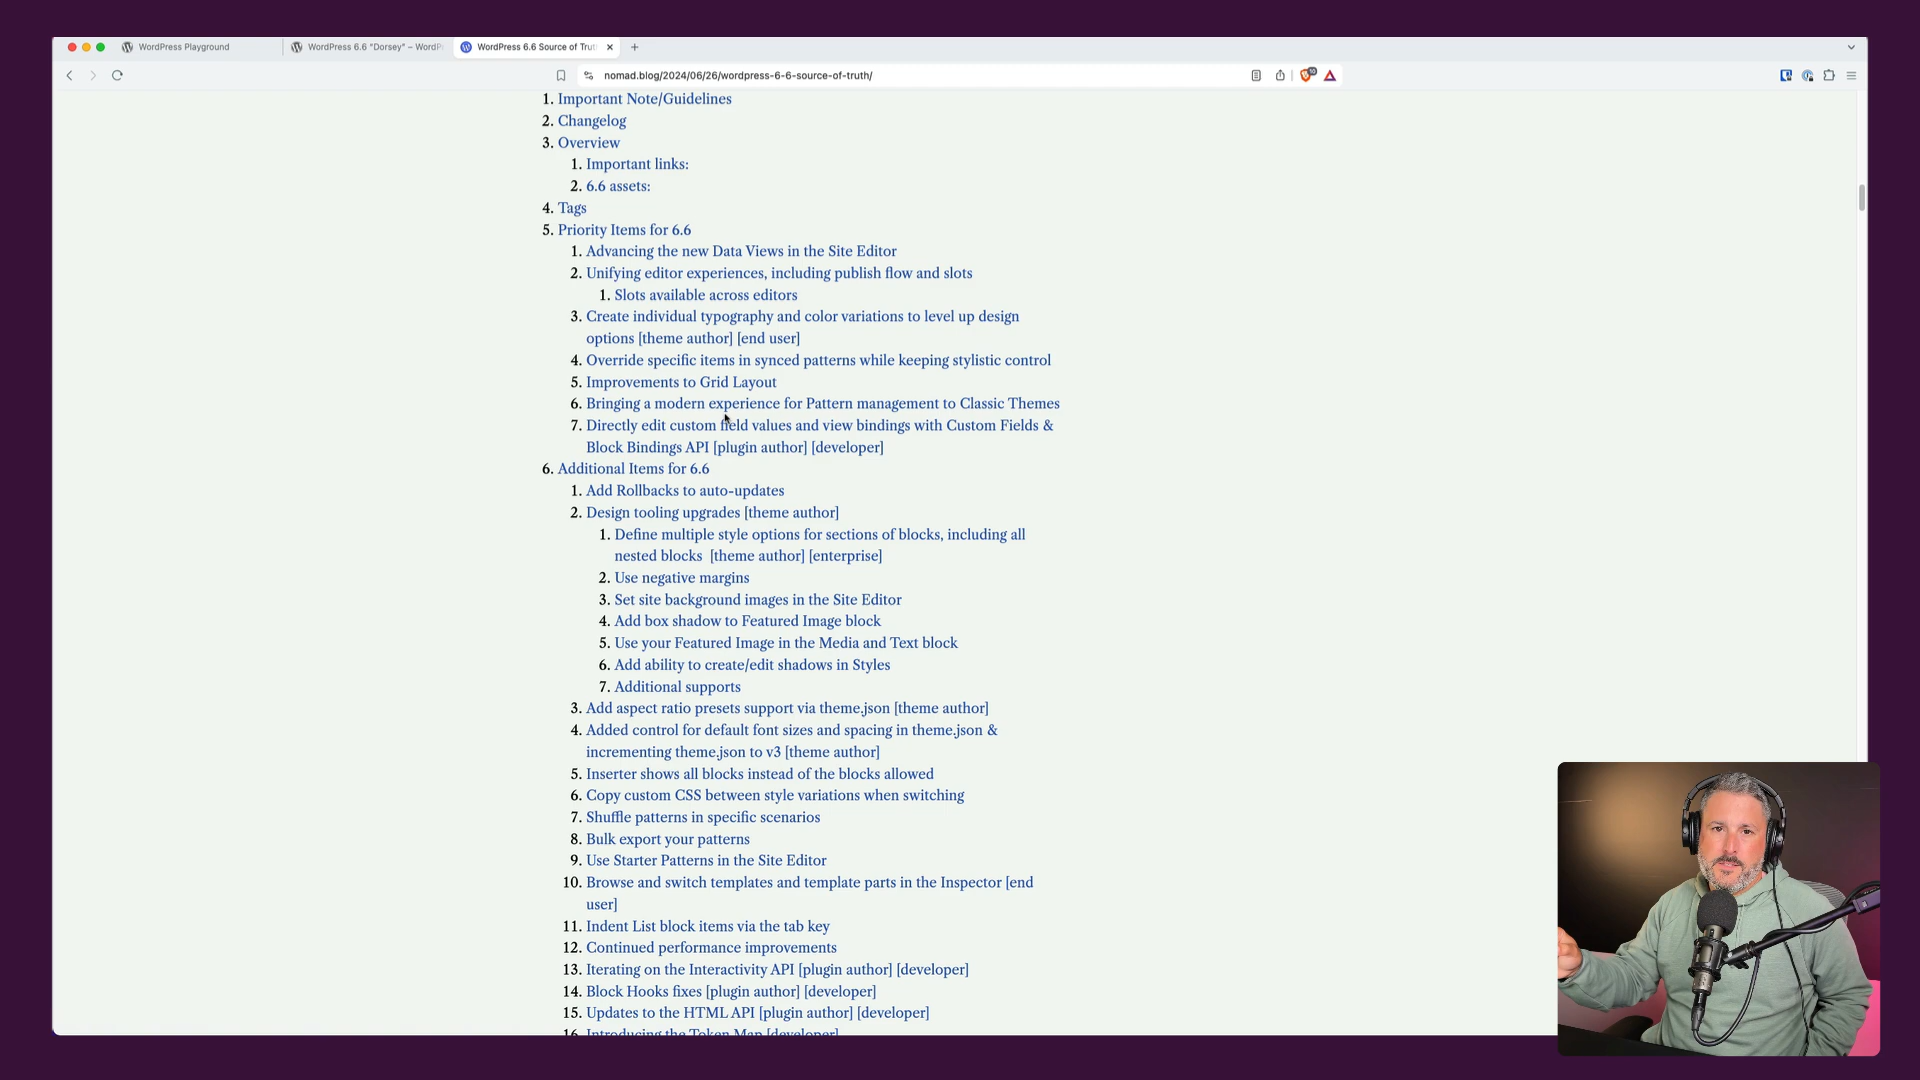 WordPress Playground
WordPress 6.6 "Dorsey" – WordP
WordPress 6.6 Source of Trut
nomad.blog/2024/06/26/wordpress-6-6-source-of-truth/
1. Important Note/Guidelines
2. Changelog
3. Overview
1. Important links:
2. 6.6 assets:
4. Tags
5. Priority Items for 6.6
1. Advancing the new Data Views in the Site Editor
2. Unifying editor experiences, including publish flow and slots
1. Slots available across editors
3. Create individual typography and color variations to level up design
options [theme author] [end user]
4. Override specific items in synced patterns while keeping stylistic control
5. Improvements to Grid Layout
6. Bringing a modern experience for Pattern management to Classic Themes
7. Directly edit custom field values and view bindings with Custom Fields &
Block Bindings API [plugin author] [developer]
6. Additional Items for 6.6
1. Add Rollbacks to auto-updates
2. Design tooling upgrades [theme author]
1. Define multiple style options for sections of blocks, including all
nested blocks [theme author] [enterprise]
2. Use negative margins
3. Set site background images in the Site Editor
4. Add box shadow to Featured Image block
5. Use your Featured Image in the Media and Text block
6. Add ability to create/edit shadows in Styles
7. Additional supports
3. Add aspect ratio presets support via theme.json [theme author]
4. Added control for default font sizes and spacing in theme.json &
incrementing theme.json to v3 [theme author]
5. Inserter shows all blocks instead of the blocks allowed
6. Copy custom CSS between style variations when switching
7. Shuffle patterns in specific scenarios
8. Bulk export your patterns
9. Use Starter Patterns in the Site Editor
10. Browse and switch templates and template parts in the Inspector [end
user]
11. Indent List block items via the tab key
12. Continued performance improvements
13. Iterating on the Interactivity API [plugin author] [developer]
14. Block Hooks fixes [plugin author] [developer]
15. Updates to the HTML API [plugin author] [developer]
16. Introducing the Token Map [developer]